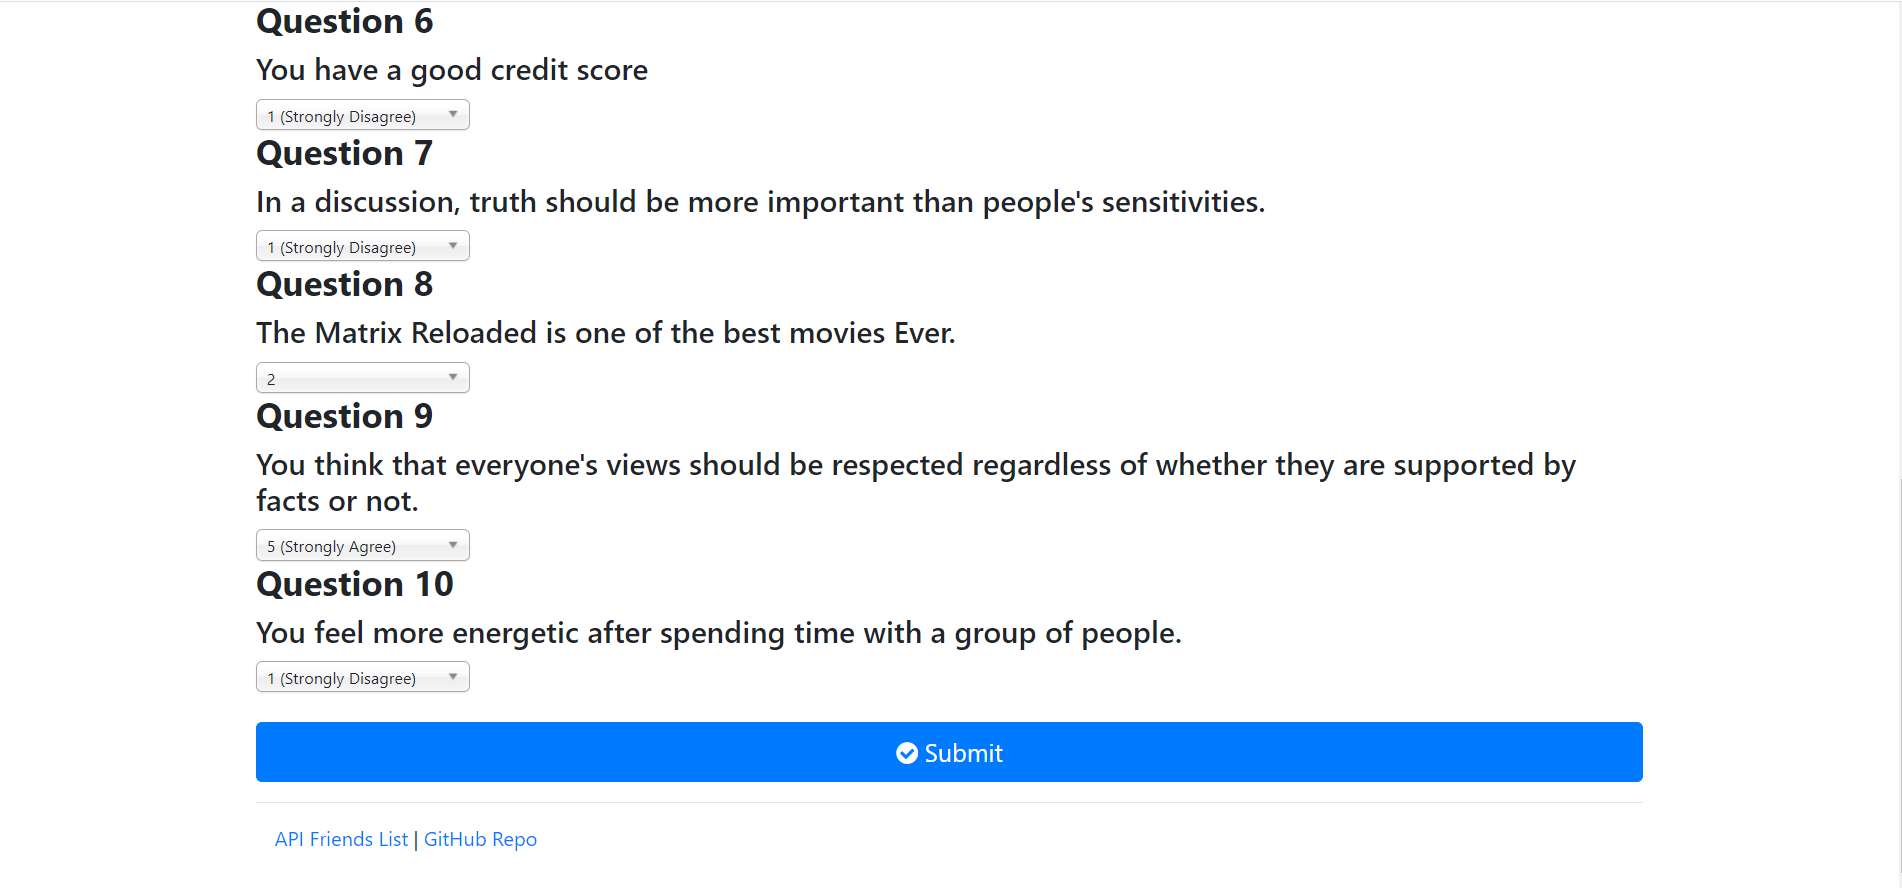 Question 6
You have a good credit score
1 (Strongly Disagree)
Question 7
In a discussion, truth should be more important than people's sensitivities.
1 (Strongly Disagree)
Question 8
The Matrix Reloaded is one of the best movies Ever.
2
Question 9
You think that everyone's views should be respected regardless of whether they are supported by
facts or not.
5 (Strongly Agree)
Question 10
You feel more energetic after spending time with a group of people.
1 (Strongly Disagree)
Submit
API Friends List | GitHub Repo